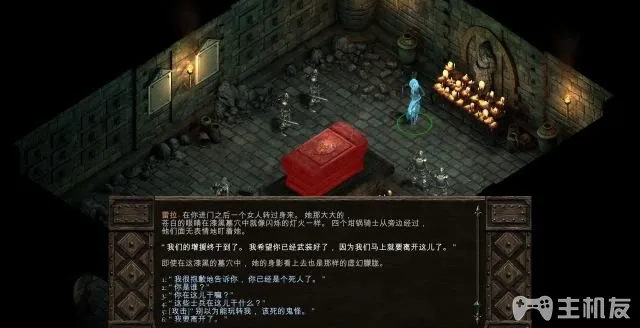 雷拉: 在你进门之后一个女人转过身来。 她那大大的，
苍白的眼睛在漆黑墓穴中就像闪烁的灯火一样。 四个坩埚骑士从旁边经过，
他们面无表情地盯着她。
“我们的增援终于到了。 我希望你已经武装好了， 因为我们马上就要离开这儿了。”
即使在这漆黑的墓穴中， 她的身影看上去也是那样的虚幻朦胧。
1: “我很抱歉地告诉你， 你已经是个死人了。”
2: “你是谁？”
3: “你在这儿干嘛？”
4: “这些士兵在这儿干什么？”
5: [攻击] “别以为能玩转我， 该死的鬼怪。”
6: “我要离开了。”
主机友